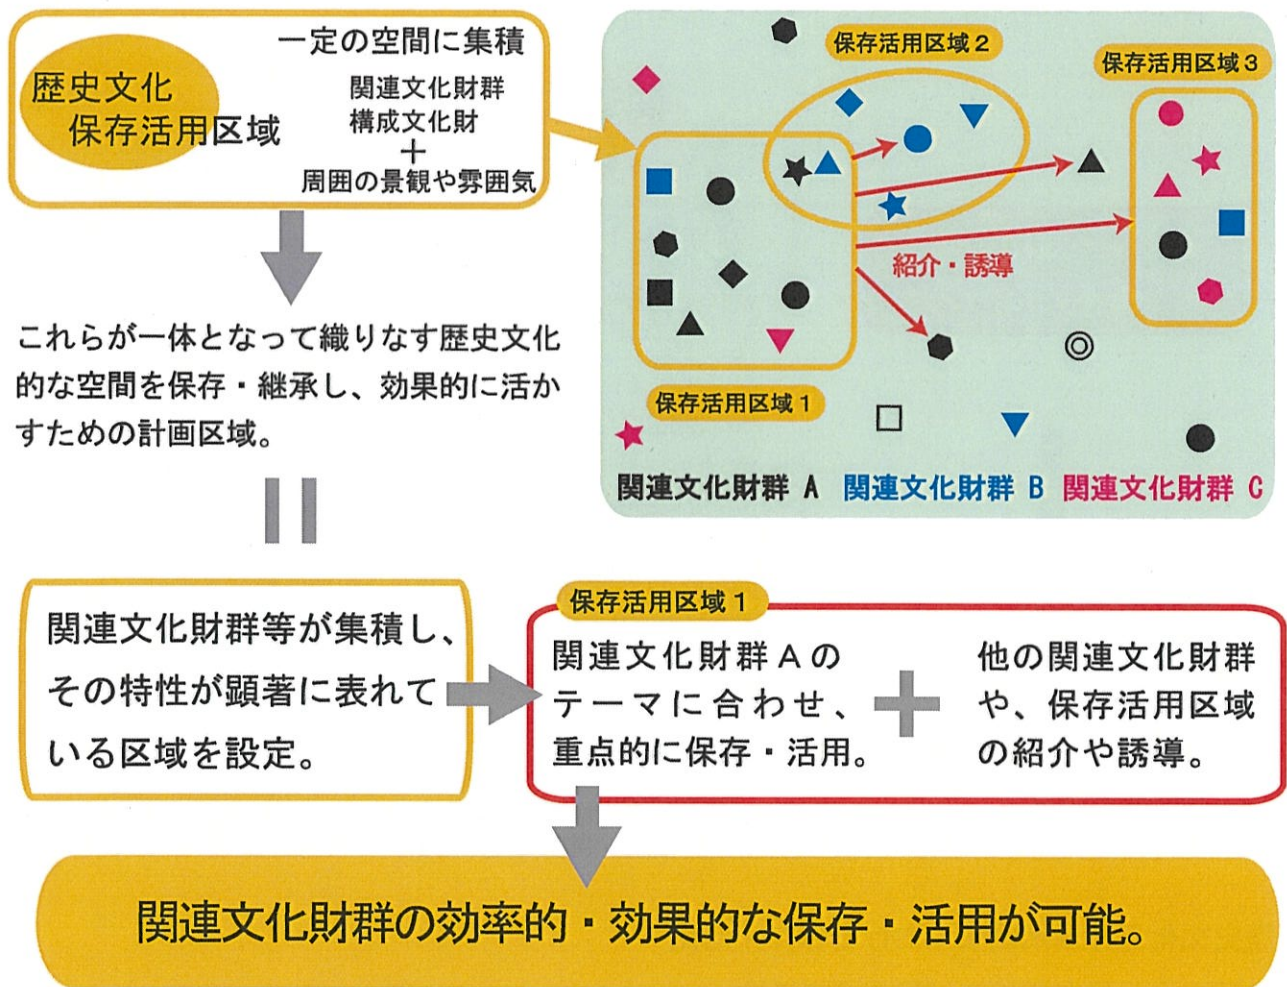 歴史文化
保存活用区域
一定の空間に集積
関連文化財群
構成文化財
＋
周囲の景観や雰囲気
これらが一体となって織りなす歴史文化
的な空間を保存・継承し、効果的に活か
すための計画区域。
保存活用区域２
保存活用区域３
紹介・誘導
保存活用区域１
関連文化財群 A
関連文化財群 B
関連文化財群 C
関連文化財群等が集積し、
その特性が顕著に表れて
いる区域を設定。
保存活用区域１
関連文化財群Ａの
テーマに合わせ、
重点的に保存・活用。
他の関連文化財群
や、保存活用区域
の紹介や誘導。
関連文化財群の効率的・効果的な保存・活用が可能。